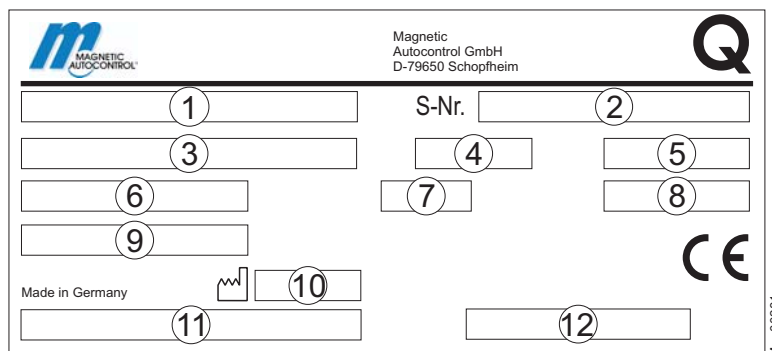 MAGNETIC
AUTOCONTROL
Magnetic
Autocontrol GmbH
D-79650 Schopfheim
Q
1
S-Nr.
2
3
4
5
6
7
8
9
CE
Made in Germany
10
11
12